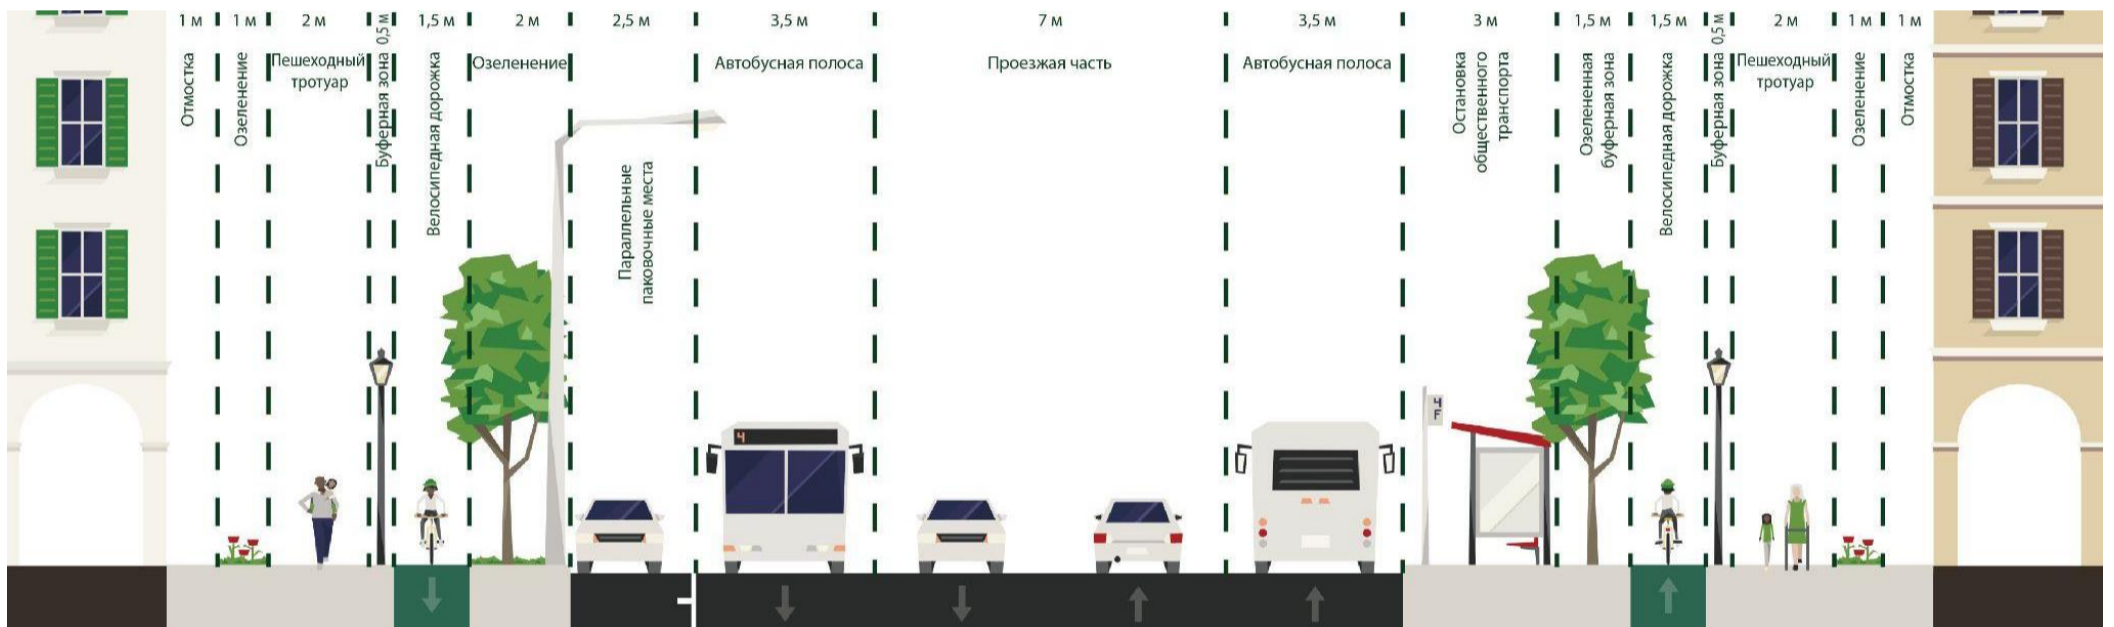 1 м
1 м
2 м
0,5 м
1,5 м
2 м
2,5 м
3,5 м
7 м
3,5 м
3 м
1,5 м
1,5 м
0,5 м
2 м
1 м
1 м
Отмостка
Озеленение
Пешеходный
тротуар
Буферная зона
Велосипедная дорожка
Озеленение
Параллельные
паковочные места
Автобусная полоса
Проезжая часть
Автобусная полоса
Остановка
общественного
транспорта
Озелененная
буферная зона
Велосипедная дорожка
Буферная зона
Пешеходный
тротуар
Озеленение
Отмостка
4
4
F